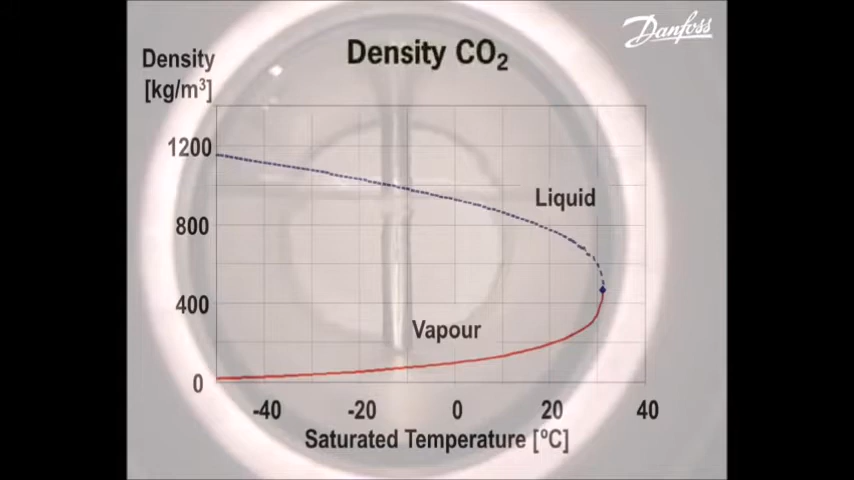 Danfoss
Density CO₂
Density
[kg/m³]
1200
800
400
0
Liquid
Vapour
-40 -20 0 20 40
Saturated Temperature [ºC]